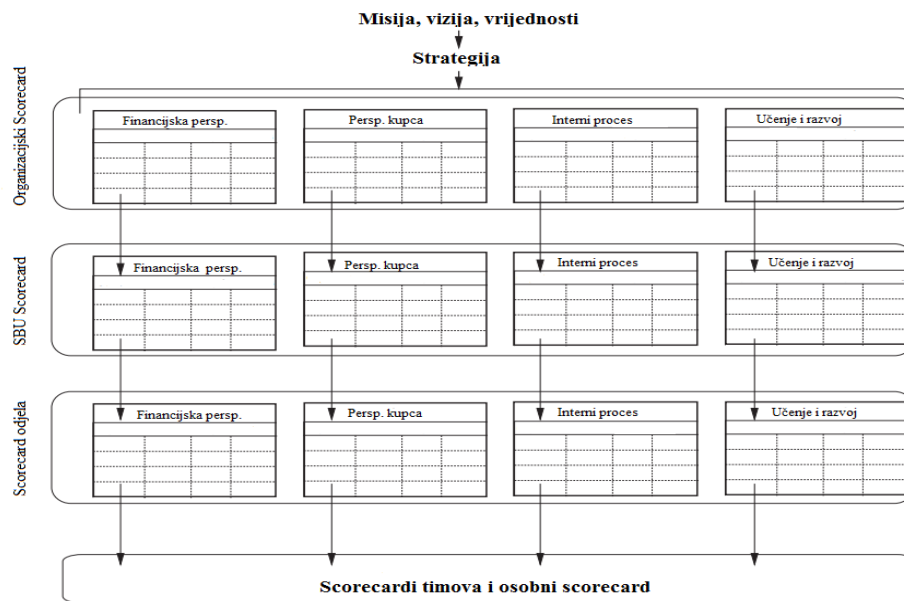 Misija, vizija, vrijednosti
Strategija
Organizacijski Scorecard
Financijska persp.
Persp. kupca
Interni proces
Učenje i razvoj
SBU Scorecard
Financijska persp.
Persp. kupca
Interni proces
Učenje i razvoj
Scorecard odjela
Financijska persp.
Persp. kupca
Interni proces
Učenje i razvoj
Scorecardi timova i osobni scorecard